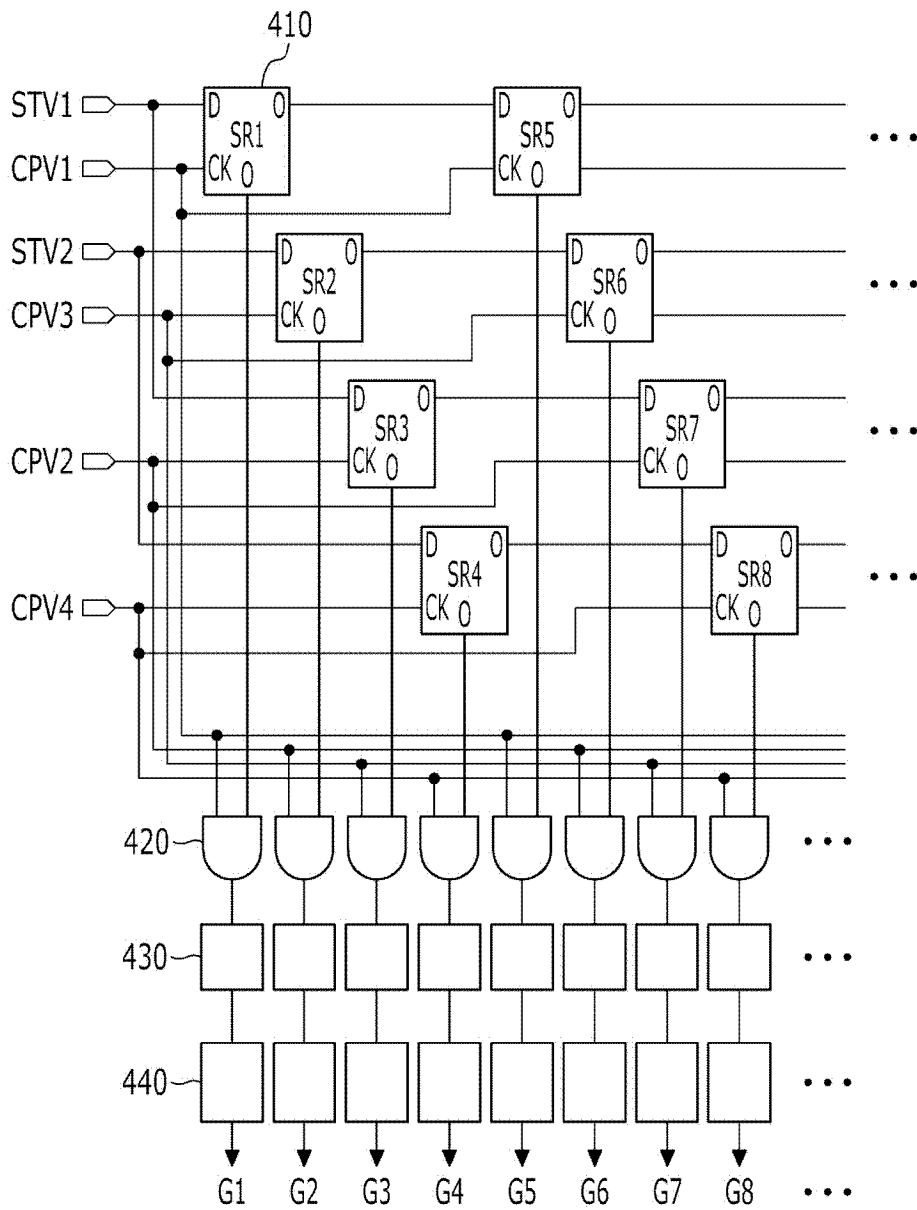 410
STV1
D O
SR1
CK O
D O
SR5
CK O
CPV1
STV2
D O
SR2
CK O
D O
SR6
CK O
CPV3
D O
SR3
CK O
D O
SR7
CK O
CPV2
D O
SR4
CK O
D O
SR8
CK O
CPV4
420
430
440
G1 G2 G3 G4 G5 G6 G7 G8